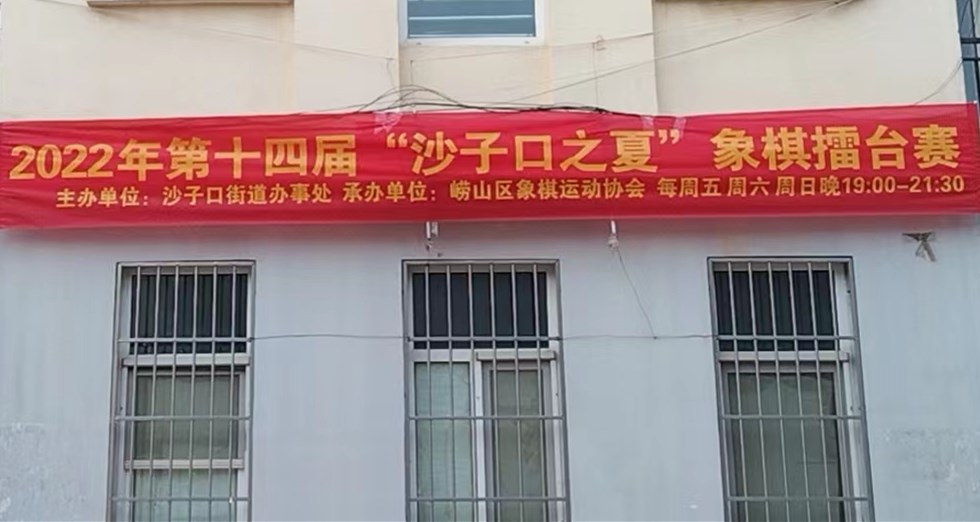 2022年第十四届“沙子口之夏”象棋擂台赛
主办单位：沙子口街道办事处 承办单位：崂山区象棋运动协会 每周五 周六 周日晚19:00-21:30